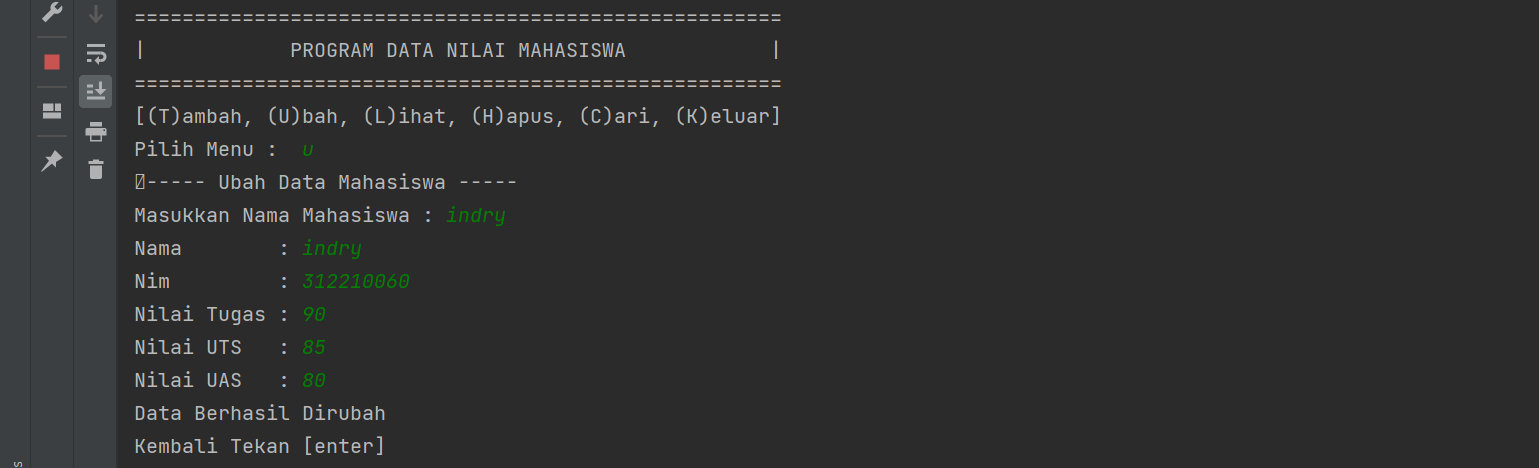 ======================================================
|            PROGRAM DATA NILAI MAHASISWA            |
======================================================
[(T)ambah, (U)bah, (L)ihat, (H)apus, (C)ari, (K)eluar]
Pilih Menu :  u
----- Ubah Data Mahasiswa -----
Masukkan Nama Mahasiswa : indry
Nama        : indry
Nim         : 312210060
Nilai Tugas : 90
Nilai UTS   : 85
Nilai UAS   : 80
Data Berhasil Dirubah
Kembali Tekan [enter]